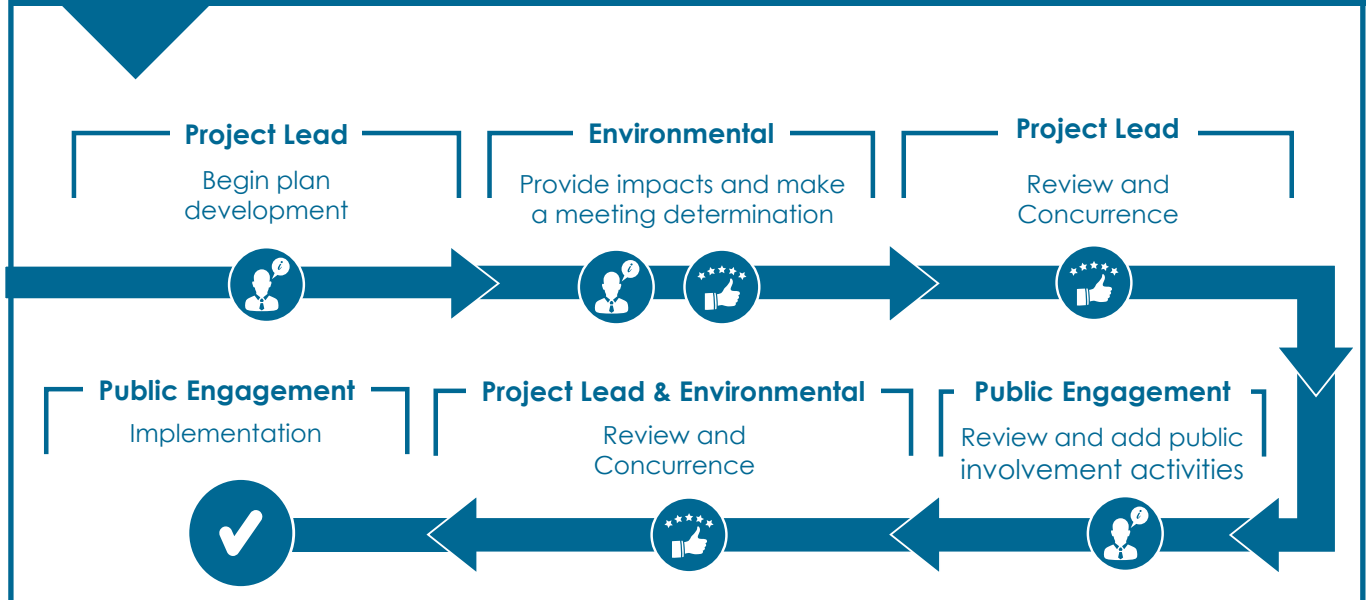 Project Lead
Begin plan
development
Environmental
Provide impacts and make
a meeting determination
Project Lead
Review and
Concurrence
Public Engagement
Review and add public
involvement activities
Project Lead & Environmental
Review and
Concurrence
Public Engagement
Implementation